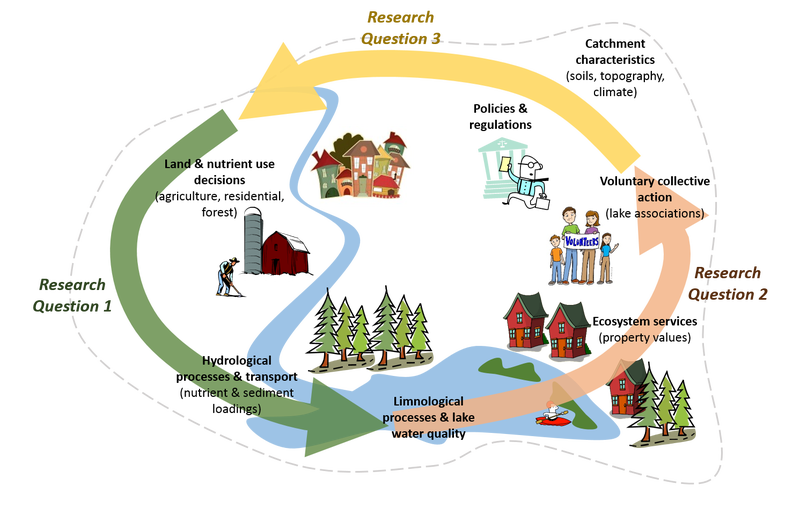 Research
Question 3
Catchment
characteristics
(soils, topography,
climate)
Policies &
regulations
Land & nutrient use
decisions
(agriculture, residential,
forest)
Voluntary collective
action
(lake associations)
VOLUNTEERS
Research
Question 1
Research
Question 2
Ecosystem services
(property values)
Hydrological
processes & transport
(nutrient & sediment
loadings)
Limnological
processes & lake
water quality